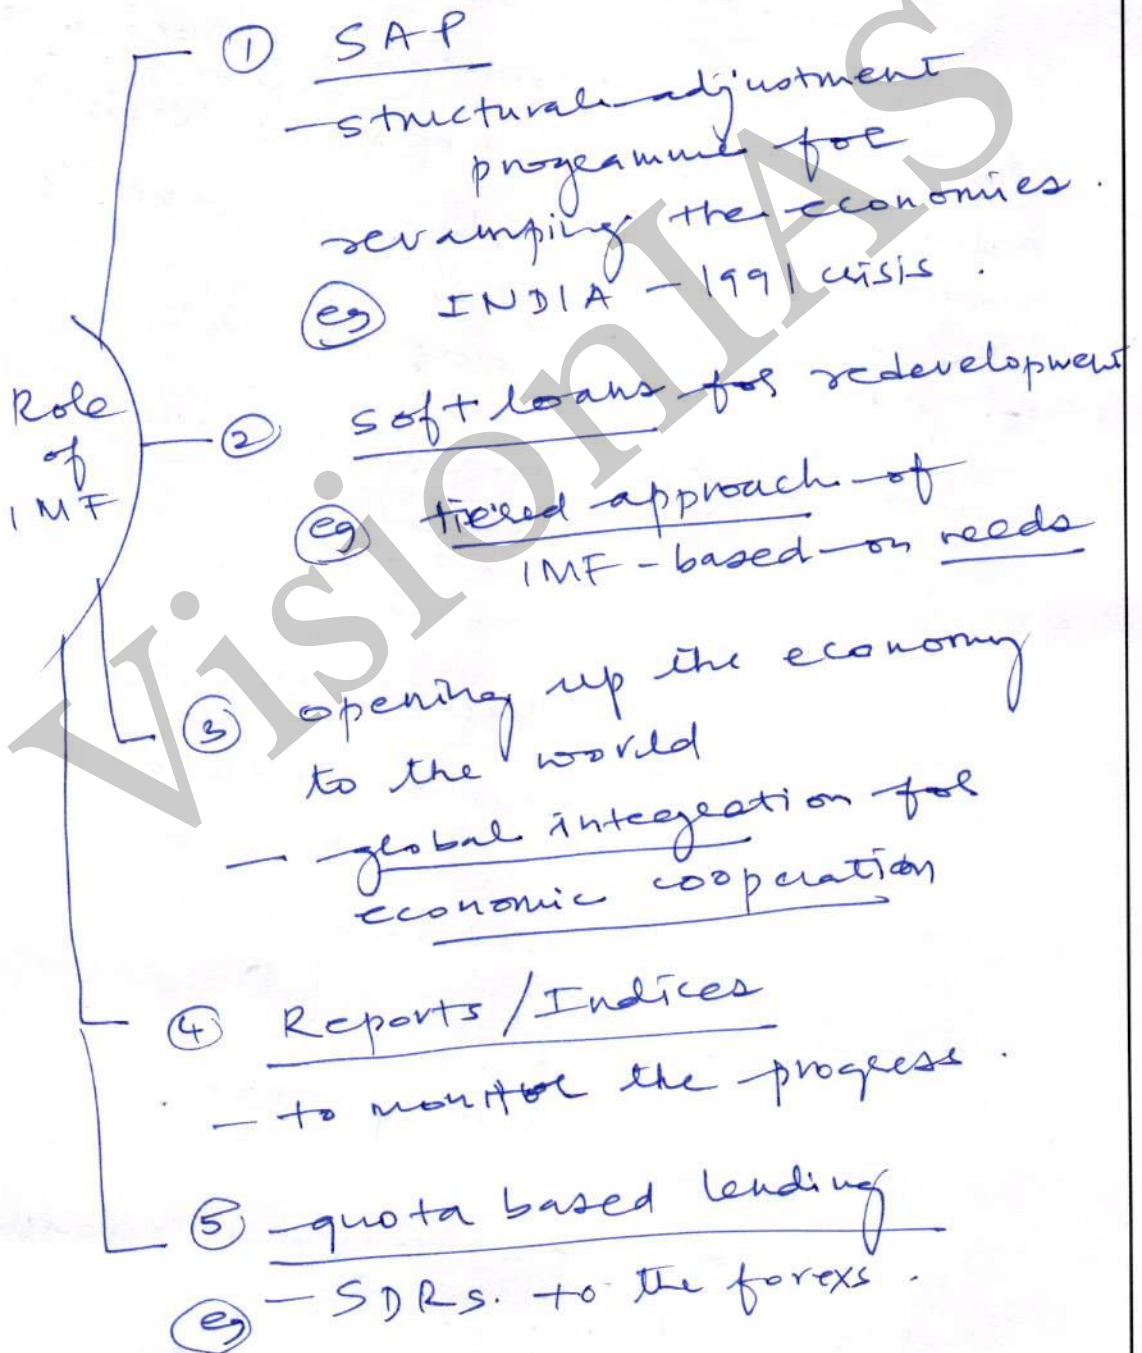 Role
of
IMF
① SAP
- structural adjustment
programme for
revamping the economies.
eg INDIA - 1991 crisis.
② soft loans for redevelopment
eg tiered approach of
IMF - based on needs
③ opening up the economy
to the world
- global integration for
economic cooperation
④ Reports/Indices
- to monitor the progress.
⑤ quota based lending
eg - SDRs. to the forexs.
VisionIAS